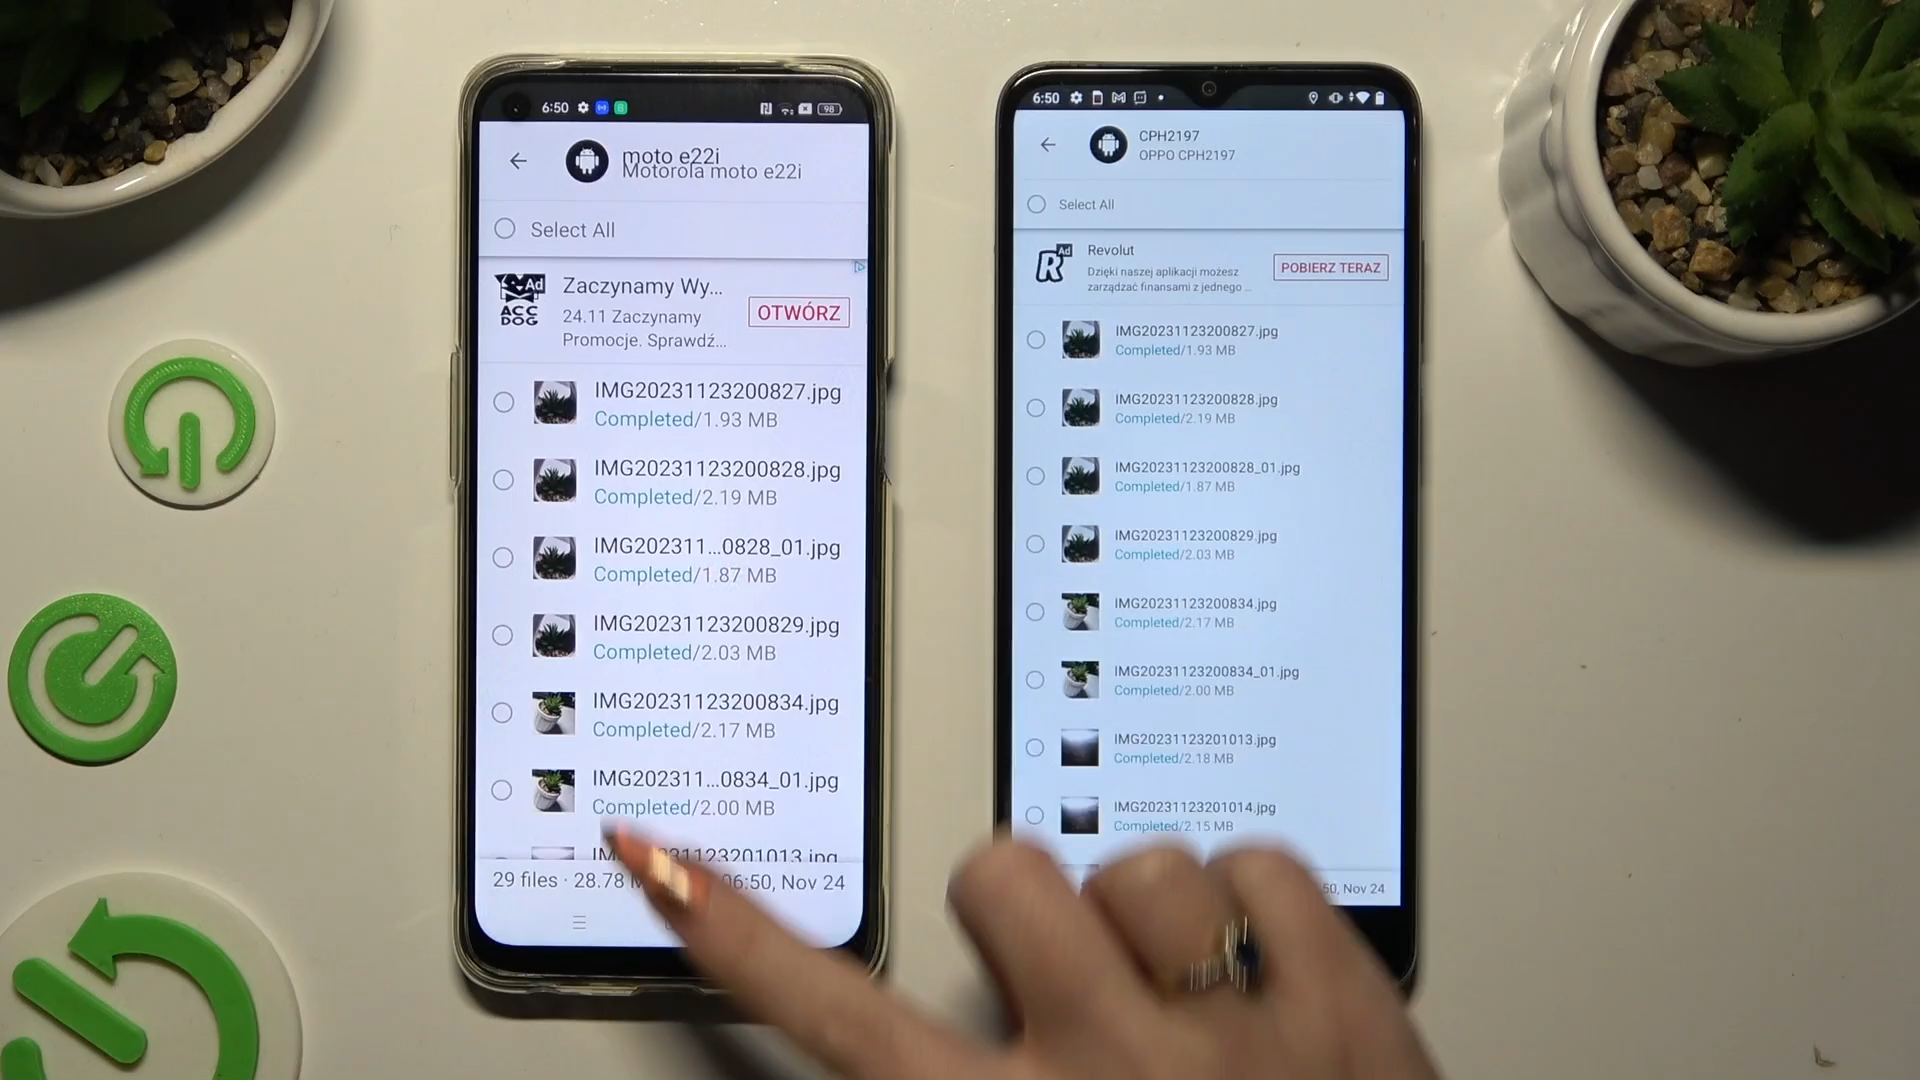 6:50
98
moto e22i
Motorola moto e22i
Select All
Ad
ACC
DOG
Zaczynamy Wy...
24.11 Zaczynamy
Promocje. Sprawdź...
OTWÓRZ
IMG20231123200827.jpg
Completed/1.93 MB
IMG20231123200828.jpg
Completed/2.19 MB
IMG202311...0828_01.jpg
Completed/1.87 MB
IMG20231123200829.jpg
Completed/2.03 MB
IMG20231123200834.jpg
Completed/2.17 MB
IMG202311...0834_01.jpg
Completed/2.00 MB
29 files · 28.78
06:50, Nov 24
6:50
CPH2197
OPPO CPH2197
Select All
Ad
R
Revolut
Dzięki naszej aplikacji możesz
zarządzać finansami z jednego ...
POBIERZ TERAZ
IMG20231123200827.jpg
Completed/1.93 MB
IMG20231123200828.jpg
Completed/2.19 MB
IMG20231123200828_01.jpg
Completed/1.87 MB
IMG20231123200829.jpg
Completed/2.03 MB
IMG20231123200834.jpg
Completed/2.17 MB
IMG20231123200834_01.jpg
Completed/2.00 MB
IMG20231123201013.jpg
Completed/2.18 MB
IMG20231123201014.jpg
Completed/2.15 MB
50, Nov 24